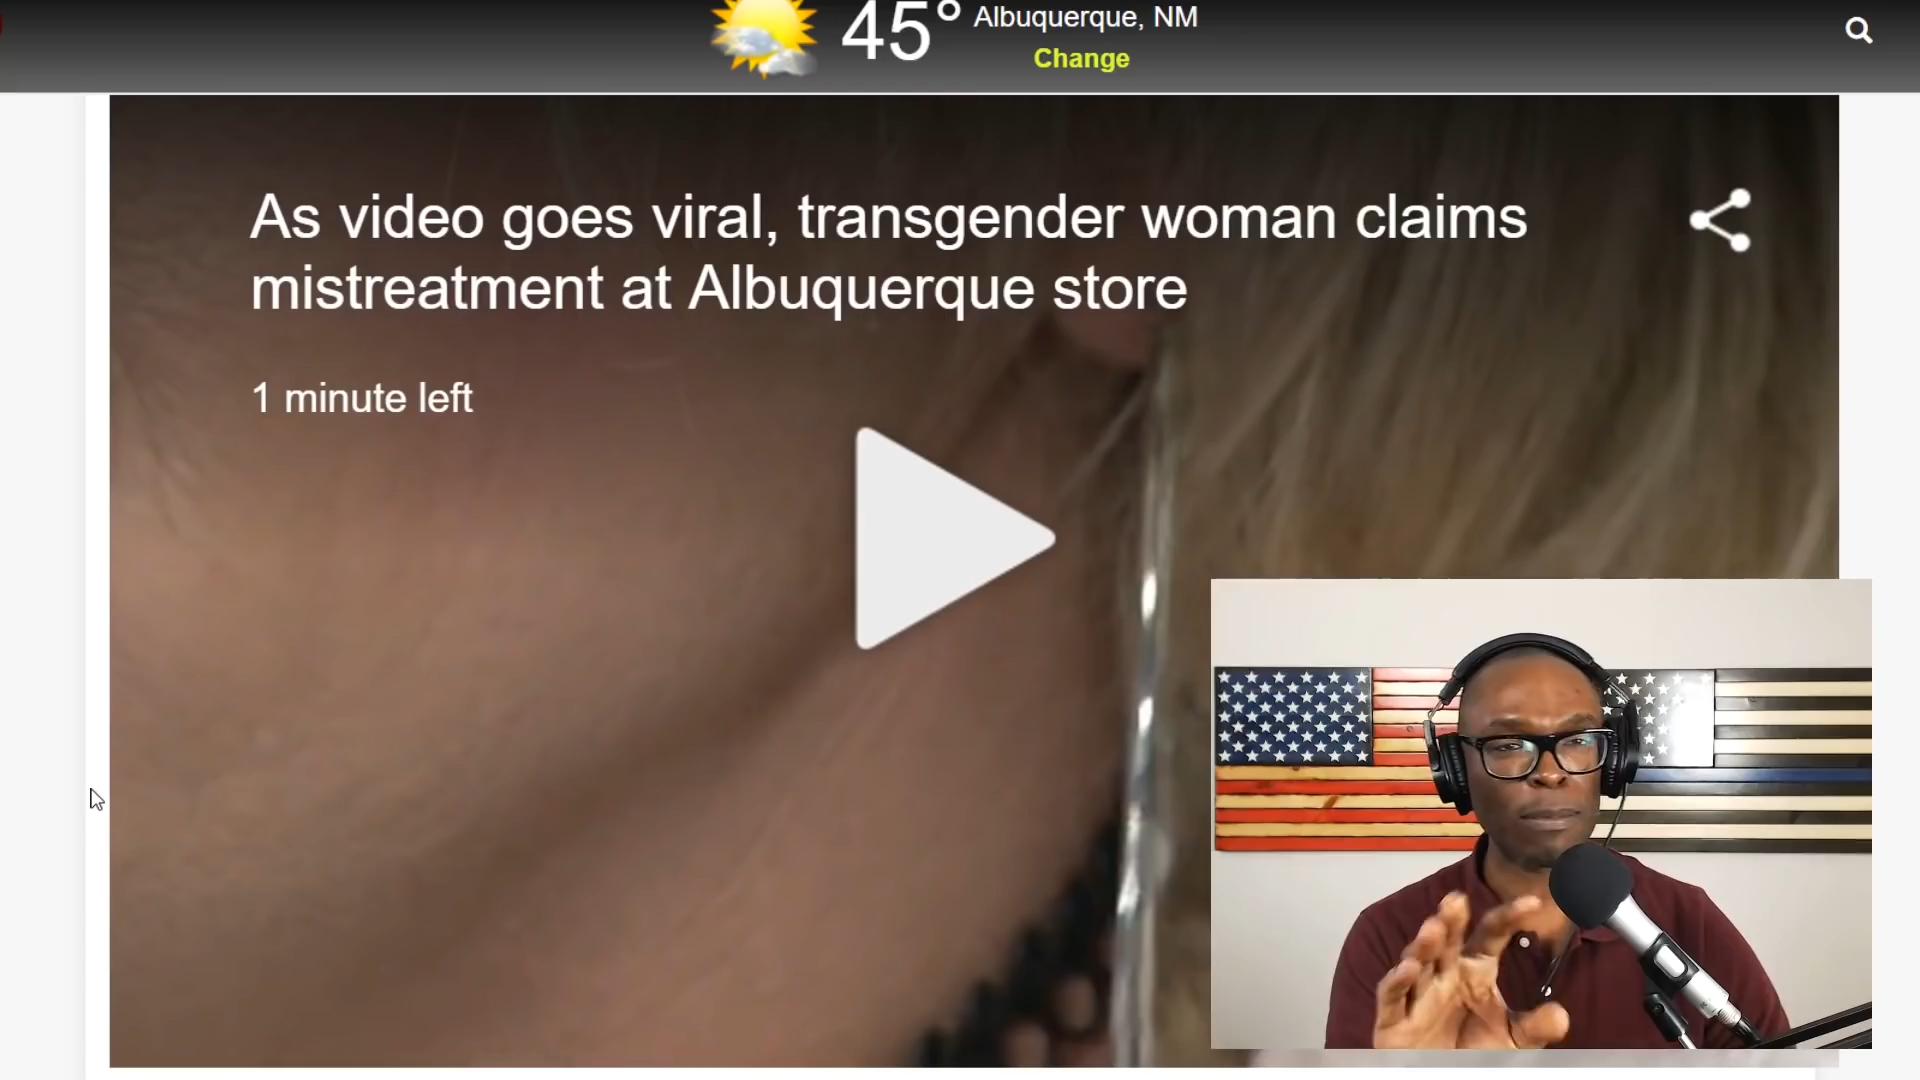 45° Albuquerque, NM
Change
As video goes viral, transgender woman claims
mistreatment at Albuquerque store
1 minute left